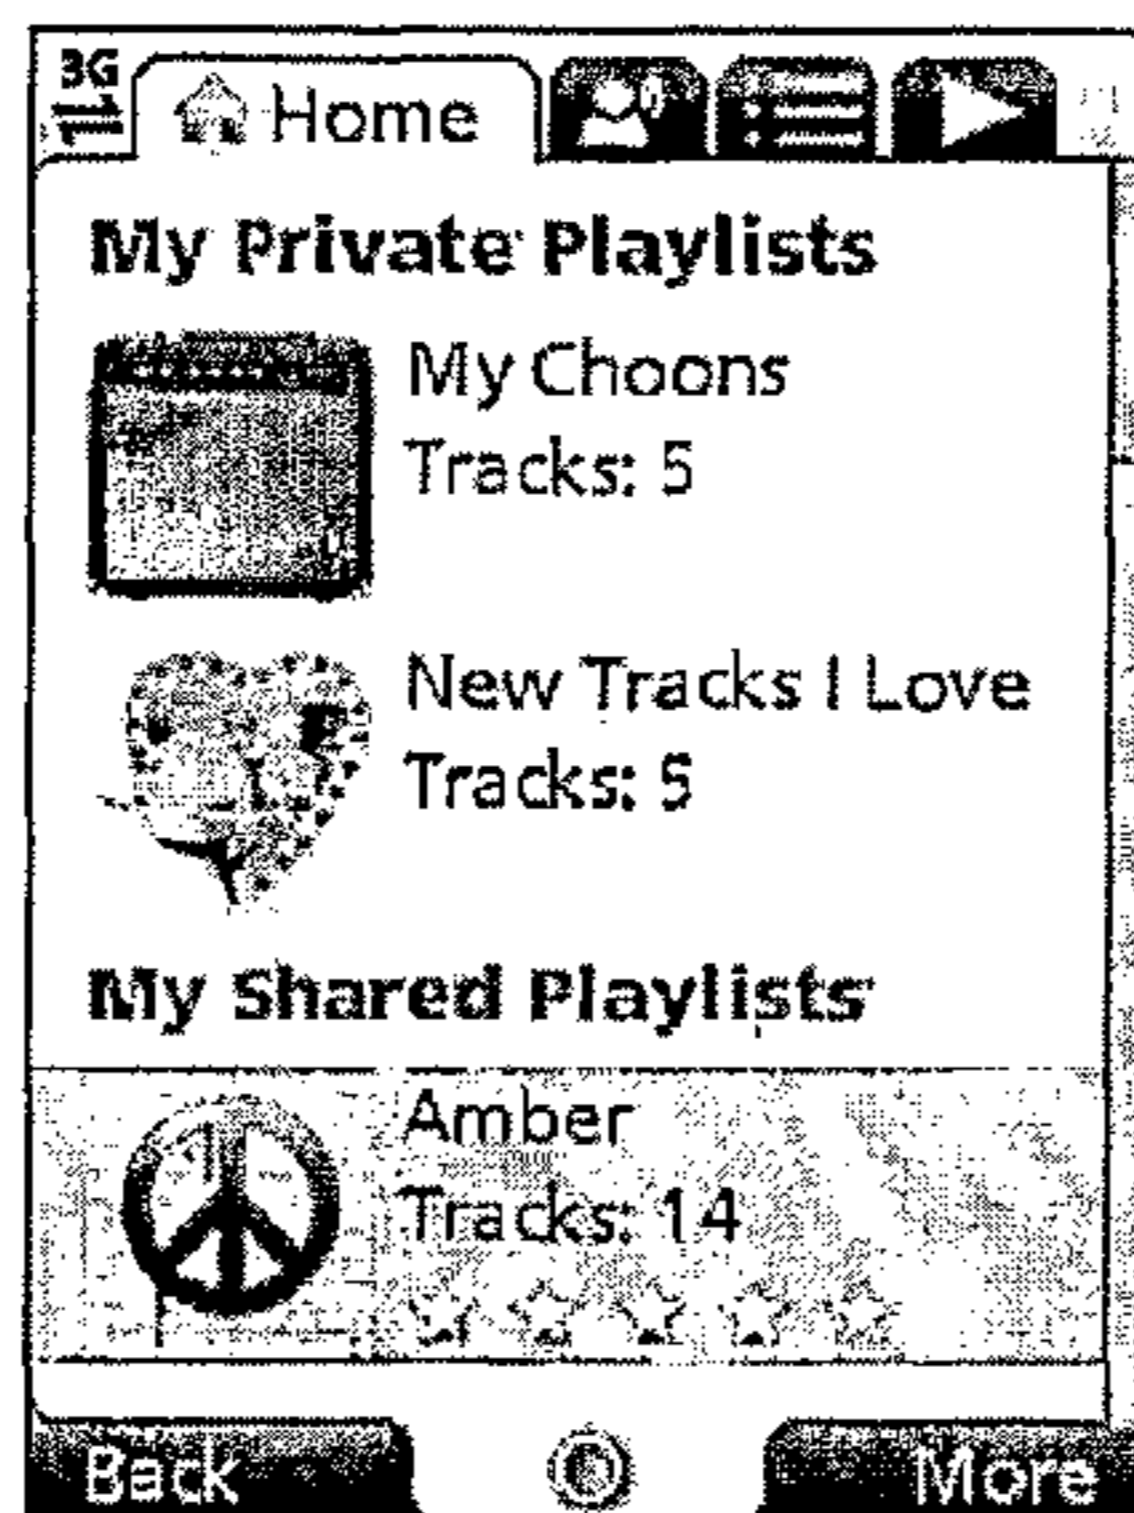 3G
Home
My Private Playlists
My Choons
Tracks: 5
New Tracks I Love
Tracks: 5
My Shared Playlists
Amber
Tracks: 14
Back
More